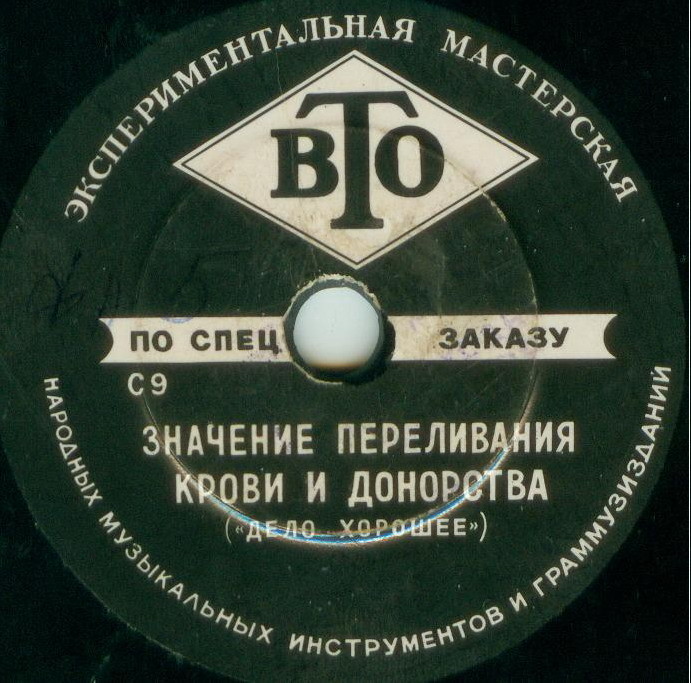 ЭКСПЕРИМЕНТАЛЬНАЯ МАСТЕРСКАЯ
ВТО
ПО СПЕЦ ЗАКАЗУ
С9
ЗНАЧЕНИЕ ПЕРЕЛИВАНИЯ
КРОВИ И ДОНОРСТВА
(«ДЕЛО ХОРОШЕЕ»)
НАРОДНЫХ МУЗЫКАЛЬНЫХ ИНСТРУМЕНТОВ И ГРАММУЗИЗДАНИЙ